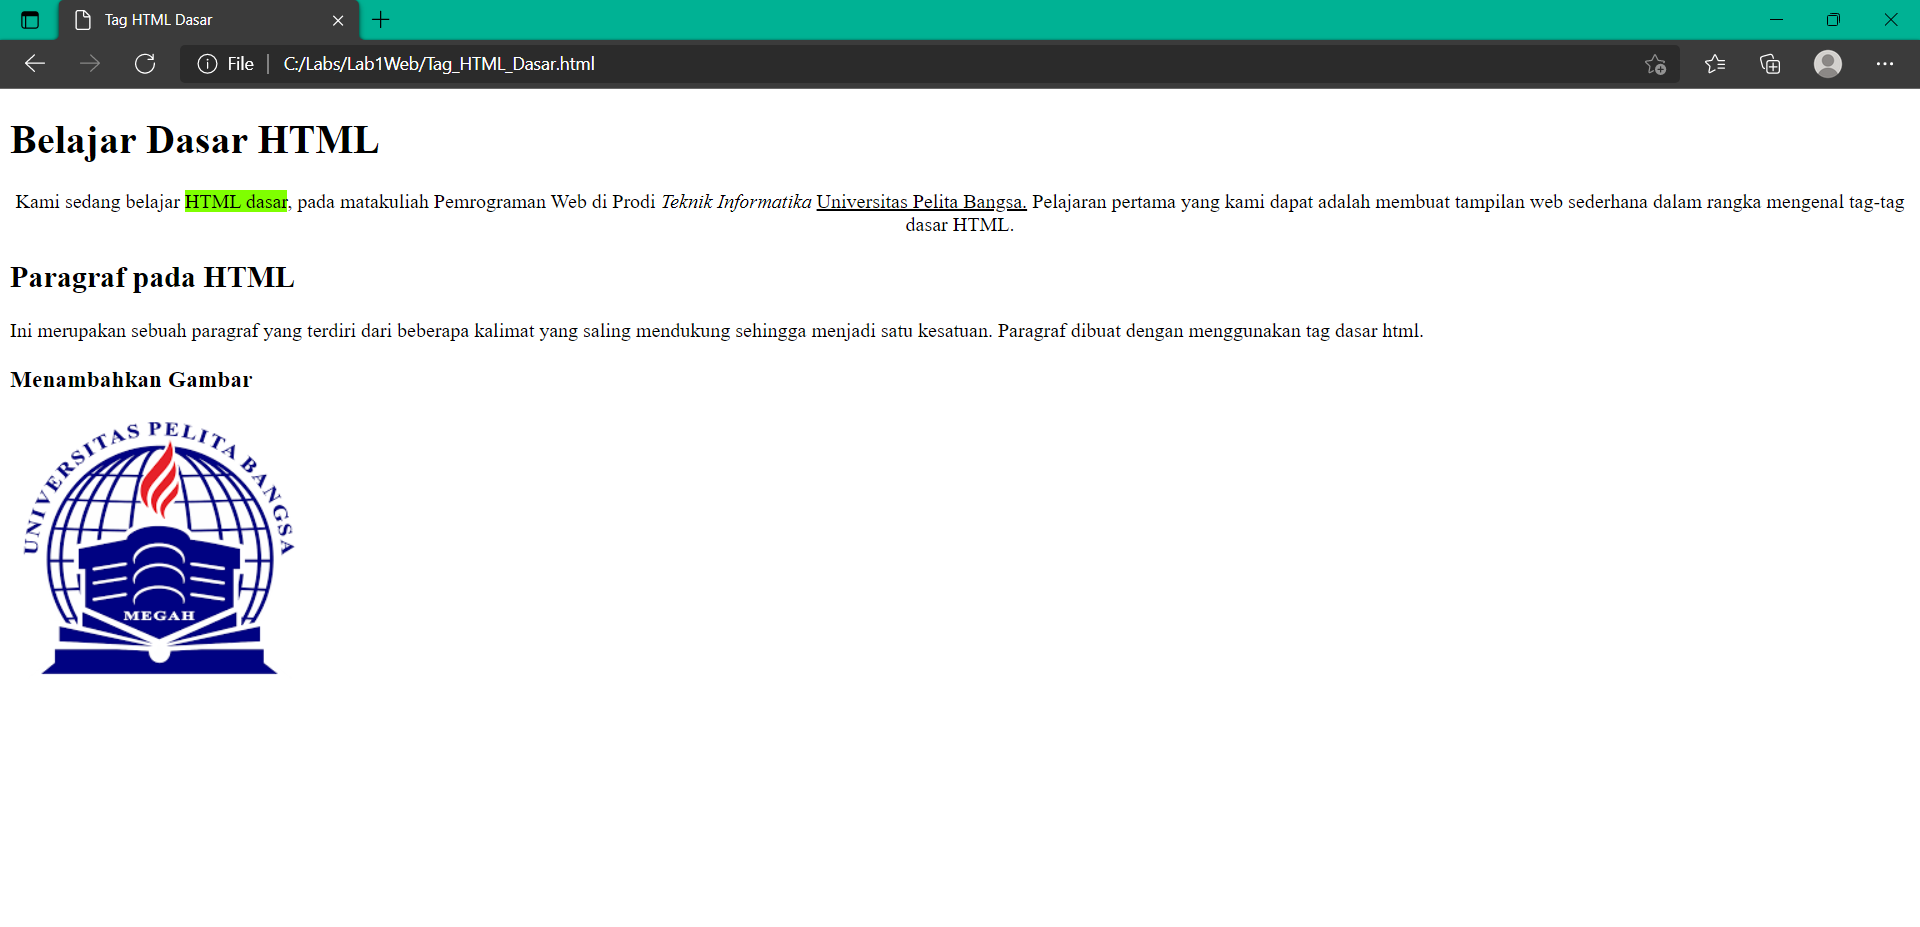 Tag HTML Dasar
File
C:/Labs/Lab1Web/Tag_HTML_Dasar.html
Belajar Dasar HTML
Kami sedang belajar HTML dasar, pada matakuliah Pemrograman Web di Prodi Teknik Informatika Universitas Pelita Bangsa. Pelajaran pertama yang kami dapat adalah membuat tampilan web sederhana dalam rangka mengenal tag-tag
dasar HTML.
Paragraf pada HTML
Ini merupakan sebuah paragraf yang terdiri dari beberapa kalimat yang saling mendukung sehingga menjadi satu kesatuan. Paragraf dibuat dengan menggunakan tag dasar html.
Menambahkan Gambar
UNIVERSITAS PELITA BANGSA
MEGAH